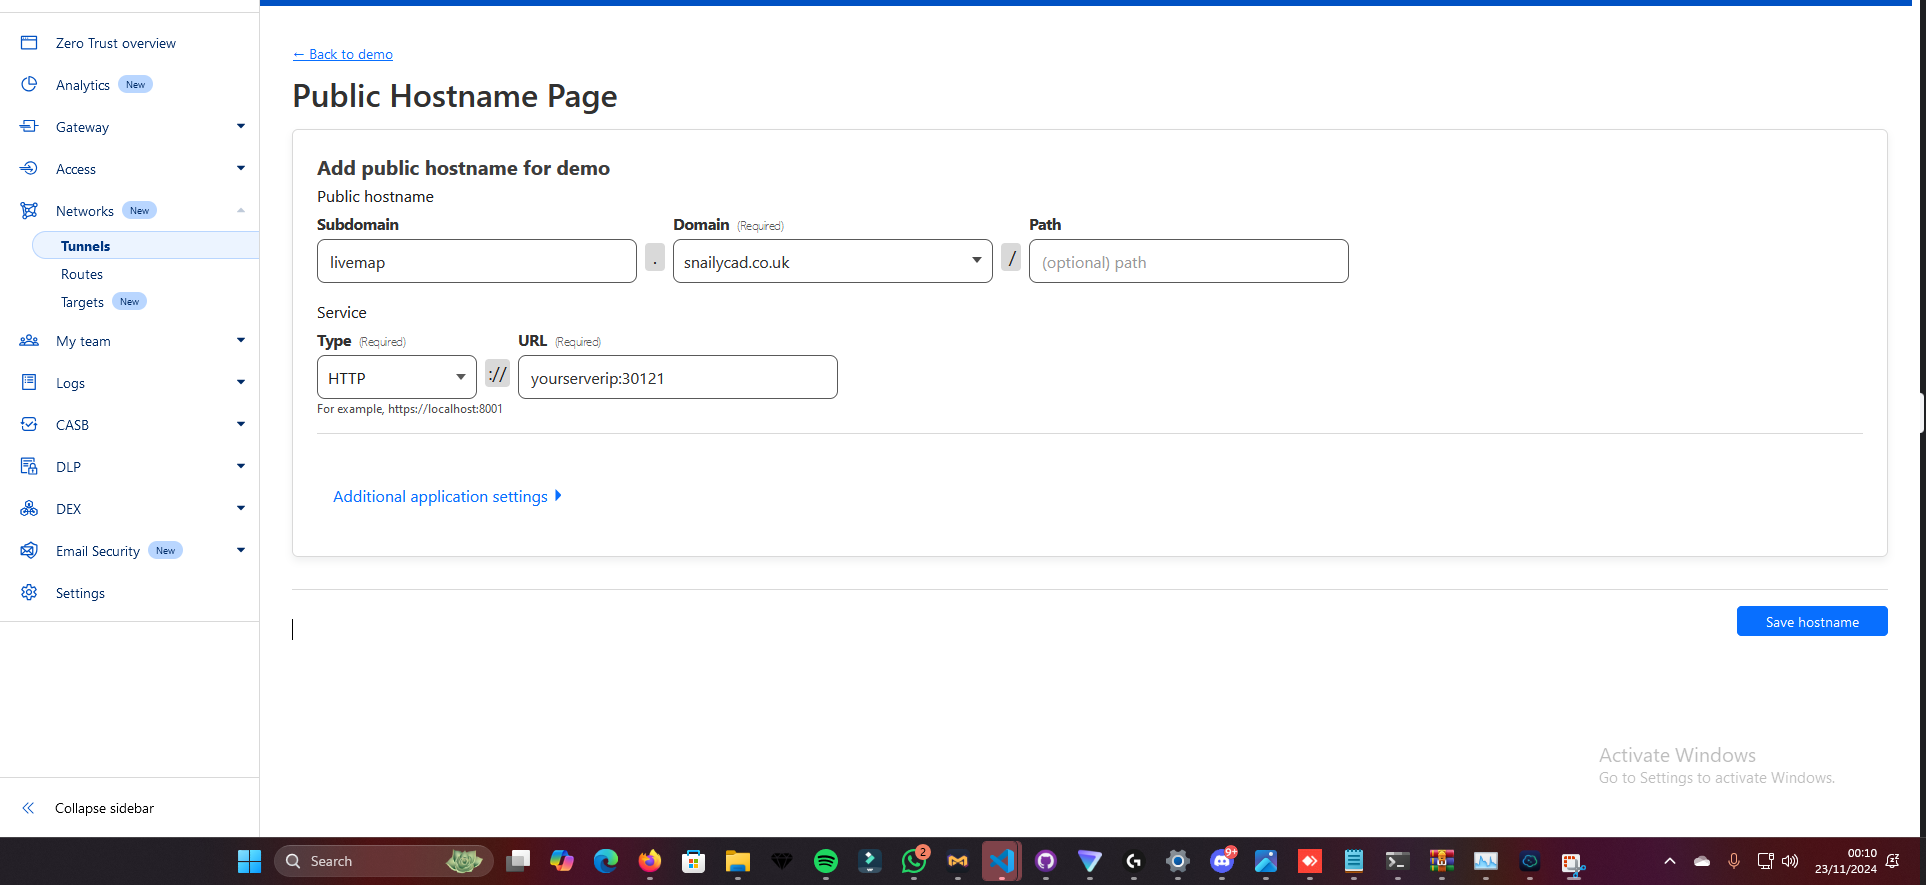 Zero Trust overview
Analytics New
Gateway
Access
Networks New
Tunnels
Routes
Targets New
My team
Logs
CASB
DLP
DEX
Email Security New
Settings
Collapse sidebar
← Back to demo
Public Hostname Page
Add public hostname for demo
Public hostname
Subdomain Domain (Required) Path
livemap . snailycad.co.uk / (optional) path
Service
Type (Required) URL (Required)
HTTP :// yourserverip:30121
For example, https://localhost:8001
Additional application settings
Save hostname
Activate Windows
Go to Settings to activate Windows.
Search
2
9+
00:10
23/11/2024